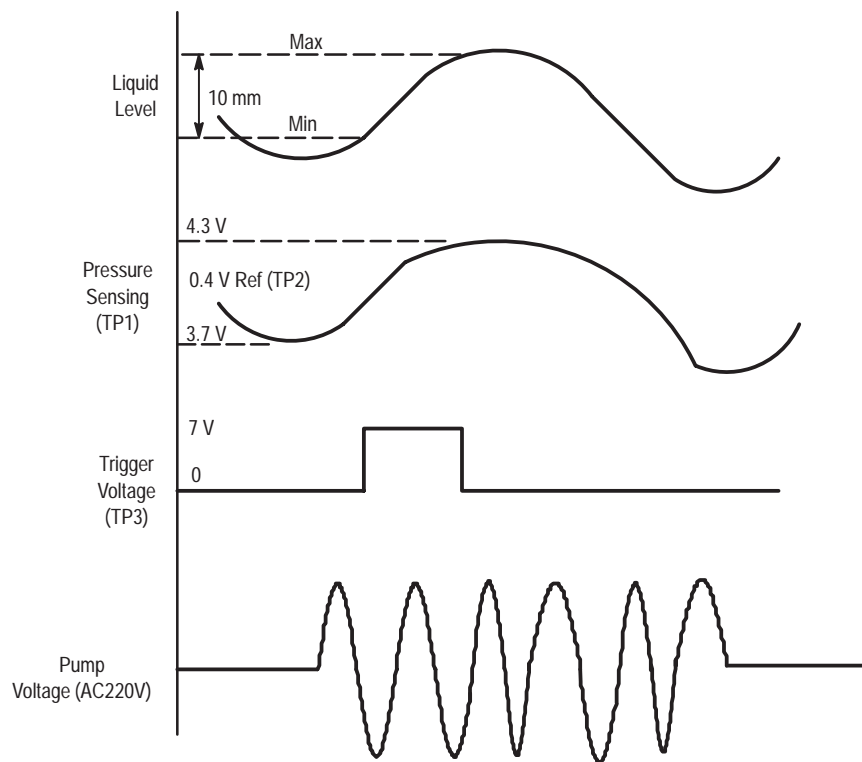 Max
Liquid
Level
10 mm
Min
4.3 V
Pressure
Sensing
(TP1)
0.4 V Ref (TP2)
3.7 V
7 V
Trigger
Voltage
(TP3)
0
Pump
Voltage (AC220V)